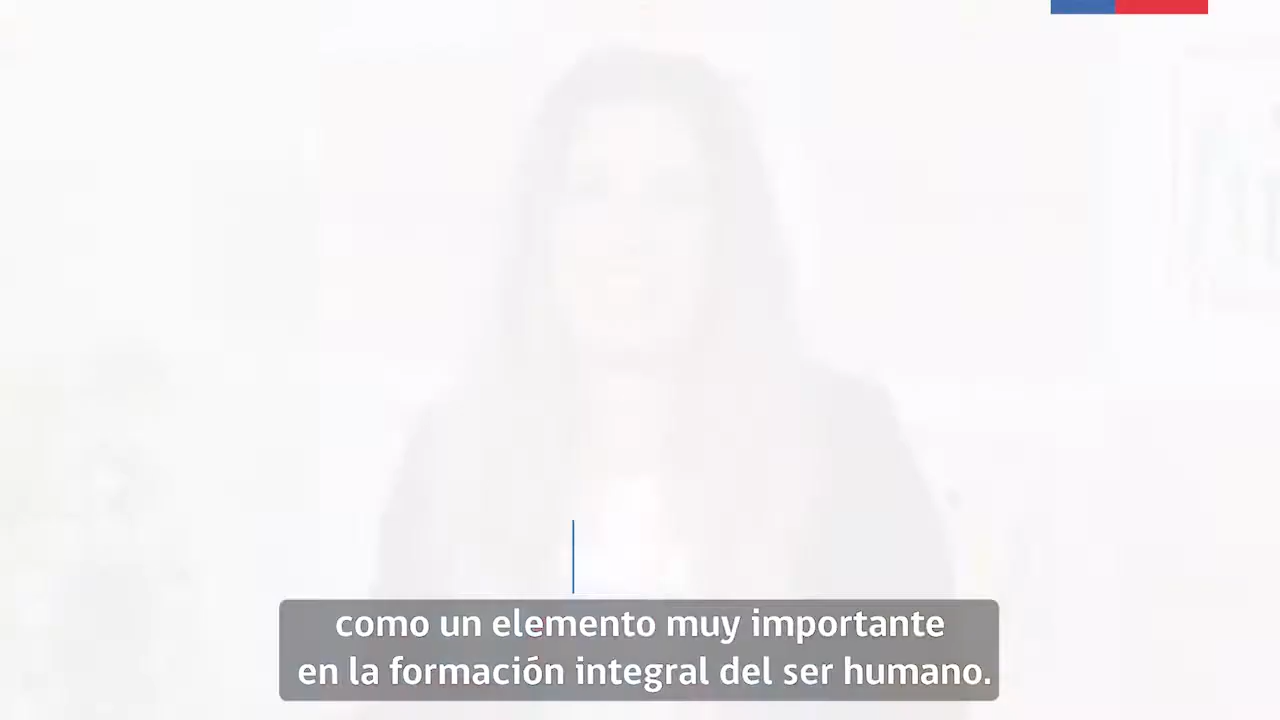 como un elemento muy importante
en la formación integral del ser humano.